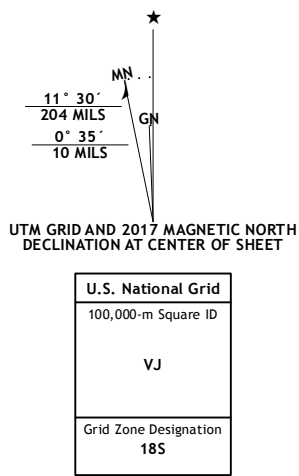 ★
MN
11° 30´
204 MILS
GN
0° 35´
10 MILS
UTM GRID AND 2017 MAGNETIC NORTH
DECLINATION AT CENTER OF SHEET
U.S. National Grid
100,000-m Square ID
VJ
Grid Zone Designation
18S